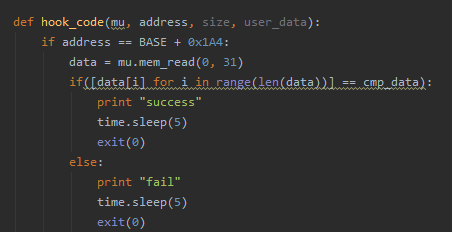 def hook_code(mu, address, size, user_data):
    if address == BASE + 0x1A4:
        data = mu.mem_read(0, 31)
        if([data[i] for i in range(len(data))] == cmp_data):
            print "success"
            time.sleep(5)
            exit(0)
        else:
            print "fail"
            time.sleep(5)
            exit(0)